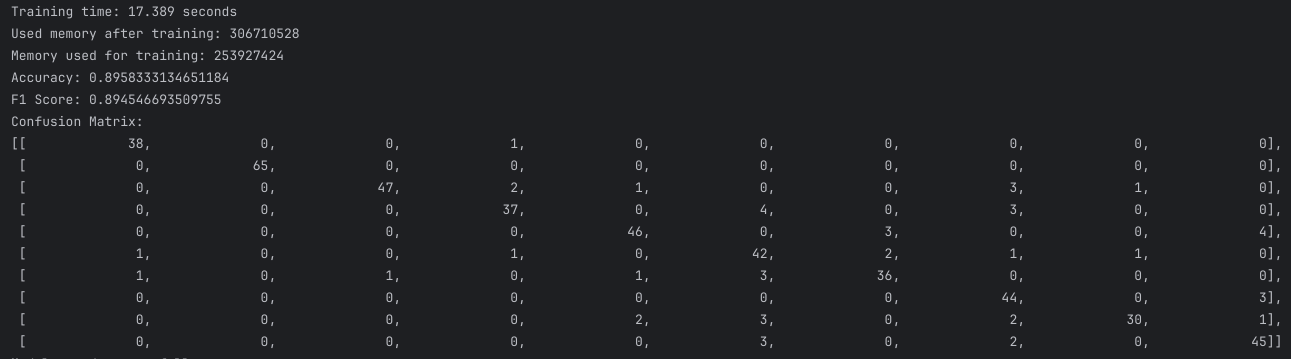 Training time: 17.389 seconds
Used memory after training: 306710528
Memory used for training: 253927424
Accuracy: 0.8958333134651184
F1 Score: 0.894546693509755
Confusion Matrix:
[[ 38, 0, 0, 1, 0, 0, 0, 0, 0, 0],
[ 0, 65, 0, 0, 0, 0, 0, 0, 0, 0],
[ 0, 0, 47, 2, 1, 0, 0, 3, 1, 0],
[ 0, 0, 0, 37, 0, 4, 0, 3, 0, 0],
[ 0, 0, 0, 0, 46, 0, 3, 0, 0, 4],
[ 1, 0, 0, 1, 0, 42, 2, 1, 1, 0],
[ 1, 0, 1, 0, 1, 3, 36, 0, 0, 0],
[ 0, 0, 0, 0, 0, 0, 0, 44, 0, 3],
[ 0, 0, 0, 0, 2, 3, 0, 2, 30, 1],
[ 0, 0, 0, 0, 0, 3, 0, 2, 0, 45]]